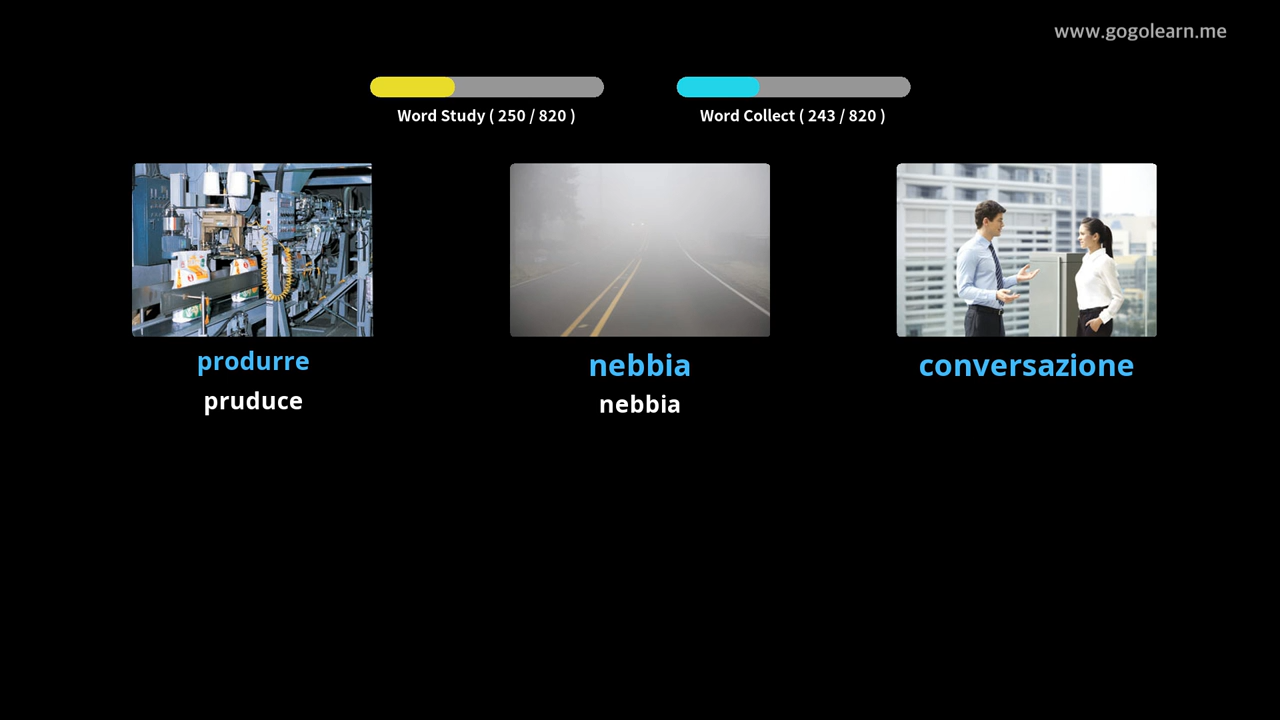 www.gogolearn.me
Word Study ( 250 / 820 )
Word Collect ( 243 / 820 )
produrre
pruduce
nebbia
nebbia
conversazione